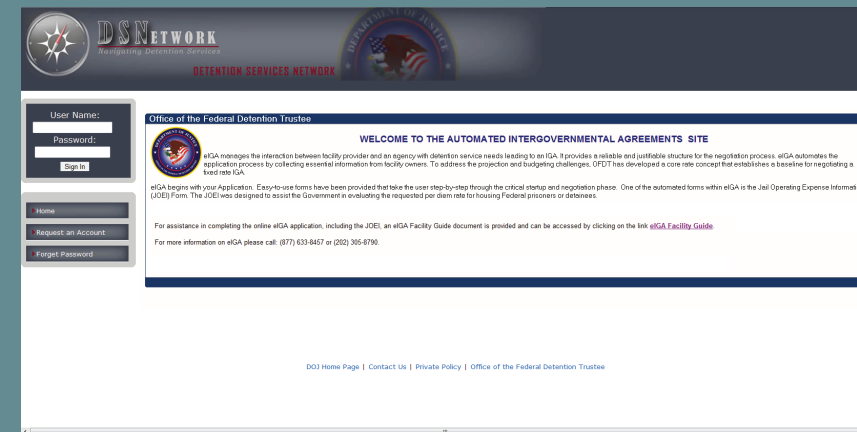 DSNETWORK
Navigating Detention Services
DETENTION SERVICES NETWORK
User Name:
Password:
Sign In
Home
Request an Account
Forget Password
Office of the Federal Detention Trustee
WELCOME TO THE AUTOMATED INTERGOVERNMENTAL AGREEMENTS SITE
eIGA manages the interaction between facility provider and an agency with detention service needs leading to an IGA. It provides a reliable and justifiable structure for the negotiation process. eIGA automates the
application process by collecting essential information from facility owners. To address the projection and budgeting challenges, OFDT has developed a core rate concept that establishes a baseline for negotiating a
fixed rate IGA
eIGA begins with your Application. Easy-to-use forms have been provided that take the user step-by-step through the critical startup and negotiation phase. One of the automated forms within eIGA is the Jail Operating Expense Informati
(JOEI) Form. The JOEI was designed to assist the Government in evaluating the requested per diem rate for housing Federal prisoners or detainees.
For assistance in completing the online eIGA application, including the JOEI, an eIGA Facility Guide document is provided and can be accessed by clicking on the link eIGA Facility Guide.
For more information on eIGA please call: (877) 633-8457 or (202) 305-8790.
DOJ Home Page | Contact Us | Private Policy | Office of the Federal Detention Trustee